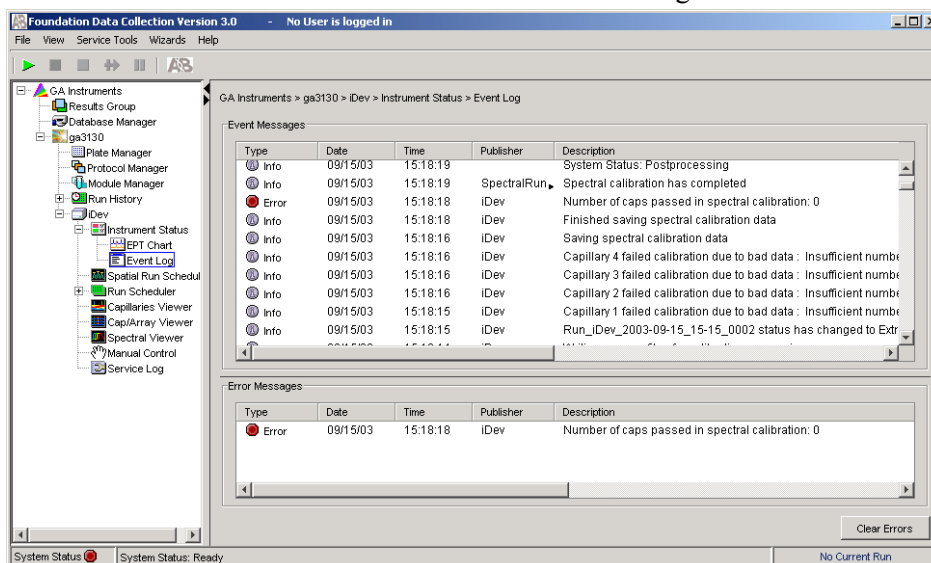 Foundation Data Collection Version 3.0 - No User is logged in
File View Service Tools Wizards Help
GA Instruments
Results Group
Database Manager
ga3130
Plate Manager
Protocol Manager
Module Manager
Run History
iDev
Instrument Status
EPT Chart
Event Log
Spatial Run Schedul
Run Scheduler
Capillaries Viewer
Cap/Array Viewer
Spectral Viewer
Manual Control
Service Log
GA Instruments > ga3130 > iDev > Instrument Status > Event Log
Event Messages
Type Date Time Publisher Description
Info 09/15/03 15:18:19 System Status: Postprocessing
Info 09/15/03 15:18:19 SpectralRun Spectral calibration has completed
Error 09/15/03 15:18:18 iDev Number of caps passed in spectral calibration: 0
Info 09/15/03 15:18:18 iDev Finished saving spectral calibration data
Info 09/15/03 15:18:16 iDev Saving spectral calibration data
Info 09/15/03 15:18:16 iDev Capillary 4 failed calibration due to bad data : Insufficient numbe
Info 09/15/03 15:18:16 iDev Capillary 3 failed calibration due to bad data : Insufficient numbe
Info 09/15/03 15:18:16 iDev Capillary 2 failed calibration due to bad data : Insufficient numbe
Info 09/15/03 15:18:15 iDev Capillary 1 failed calibration due to bad data : Insufficient numbe
Info 09/15/03 15:18:15 iDev Run_iDev_2003-09-15_15-15_0002 status has changed to Extr
Error Messages
Type Date Time Publisher Description
Error 09/15/03 15:18:18 iDev Number of caps passed in spectral calibration: 0
Clear Errors
System Status System Status: Ready No Current Run